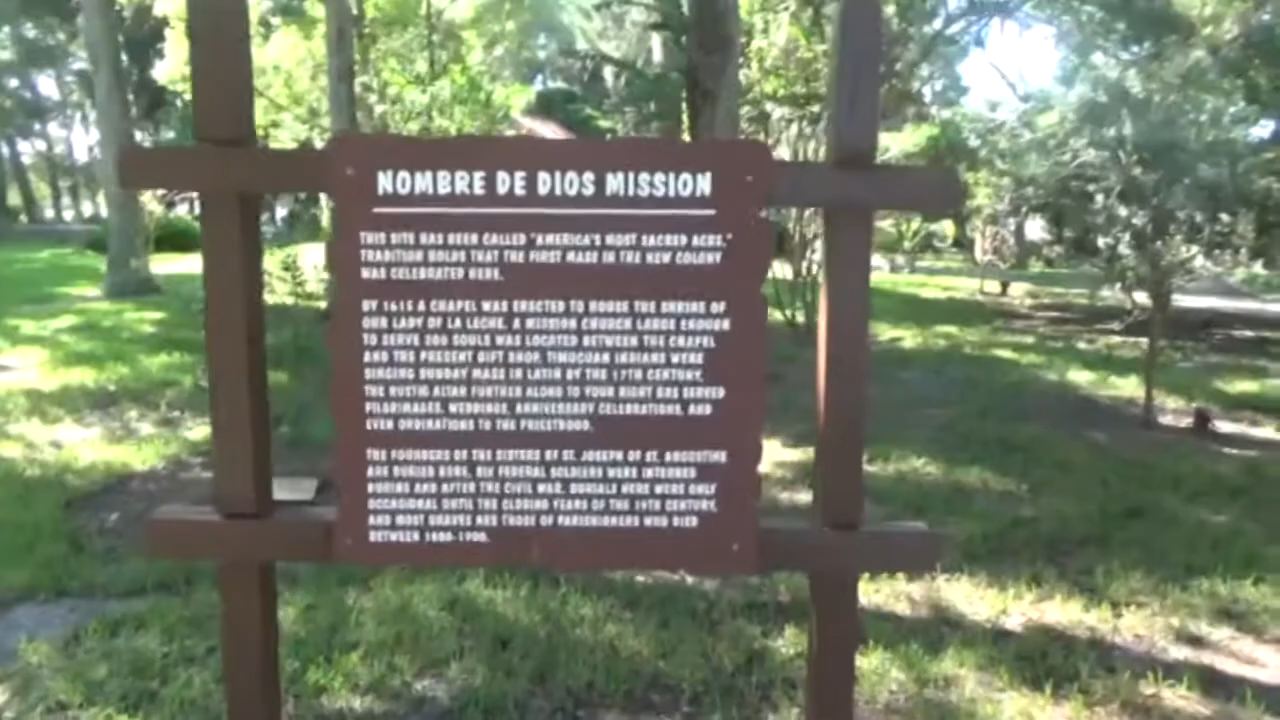 NOMBRE DE DIOS MISSION
THIS SITE HAS BEEN CALLED "AMERICA'S MOST SACRED ACRE."
TRADITION HOLDS THAT THE FIRST MASS IN THE NEW COLONY
WAS CELEBRATED HERE.
BY 1615 A CHAPEL WAS ERECTED TO HOUSE THE SHRINE OF
OUR LADY OF LA LECHE. A MISSION CHURCH LARGE ENOUGH
TO SERVE 200 SOULS WAS LOCATED BETWEEN THE CHAPEL
AND THE PRESENT GIFT SHOP. TIMUCUAN INDIANS WERE
SINGING SUNDAY MASS IN LATIN BY THE 17TH CENTURY.
THE RUSTIC ALTAR FURTHER ALONG TO YOUR RIGHT HAS SERVED
PILGRIMAGES, WEDDINGS, ANNIVERSARY CELEBRATIONS, AND
EVEN ORDINATIONS TO THE PRIESTHOOD.
THE FOUNDERS OF THE SISTERS OF ST. JOSEPH OF ST. AUGUSTINE
ARE BURIED HERE. SIX FEDERAL SOLDIERS WERE INTERRED
DURING AND AFTER THE CIVIL WAR. BURIALS HERE WERE ONLY
OCCASIONAL UNTIL THE CLOSING YEARS OF THE 19TH CENTURY,
AND MOST GRAVES ARE THOSE OF PARISHIONERS WHO DIED
BETWEEN 1880-1900.